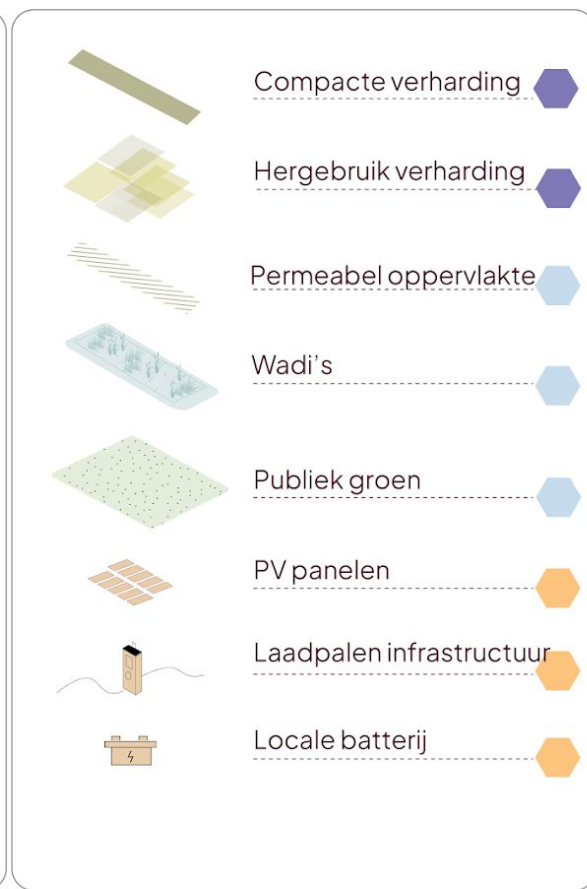 Compacte verharding
Hergebruik verharding
Permeabel oppervlakte
Wadi's
Publiek groen
PV panelen
Laadpalen infrastructuur
Locale batterij